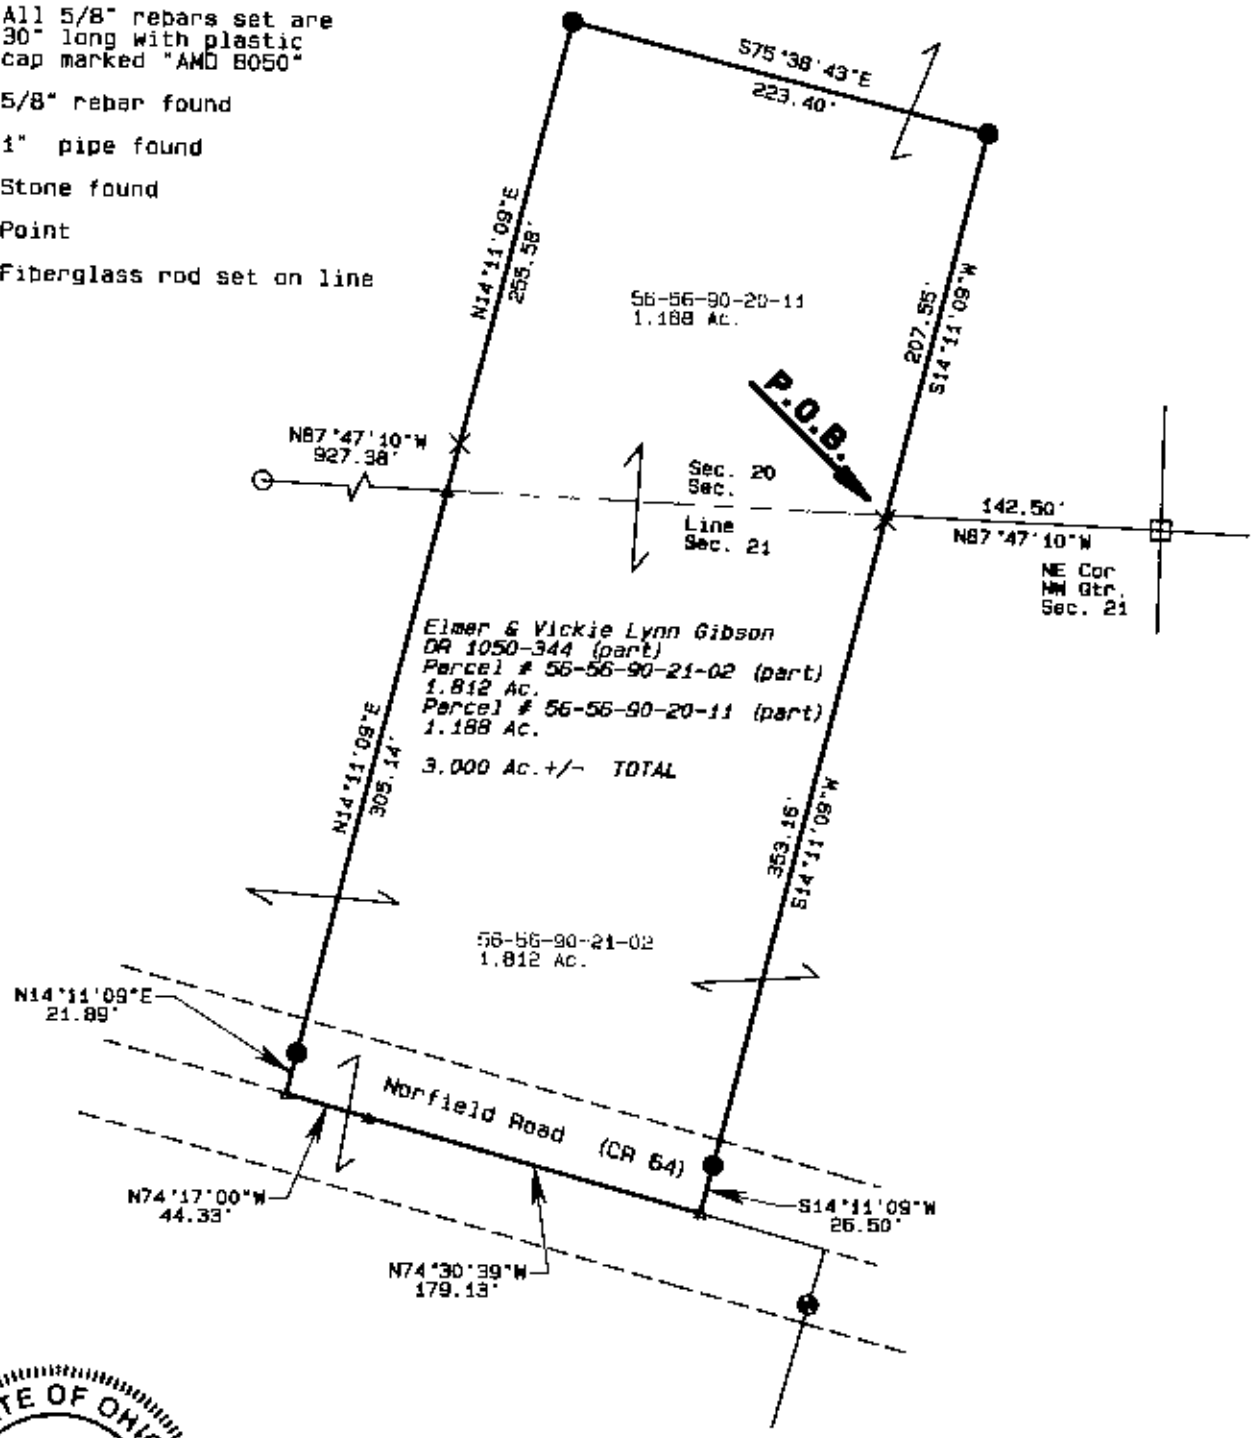 All 5/8" rebars set are
30" long with plastic
cap marked "AMD 8050"
5/8" rebar found
1" pipe found
Stone found
Point
Fiberglass rod set on line
S75°38'43"E
223.40'
N14°11'09"E
255.58'
56-56-90-20-11
1.188 Ac.
207.55'
S14°11'09"W
P.O.B.
N87°47'10"W
927.38'
Sec. 20
Sec.
Line
Sec. 21
142.50'
N87°47'10"W
NE Cor
NW Qtr.
Sec. 21
Elmer & Vickie Lynn Gibson
DR 1050-344 (part)
Parcel # 56-56-90-21-02 (part)
1.812 Ac.
Parcel # 56-56-90-20-11 (part)
1.188 Ac.
3.000 Ac.+/- TOTAL
N14°11'09"E
305.14'
353.16'
S14°11'09"W
56-56-90-21-02
1.812 Ac.
N14°11'09"E
21.89'
Norfield Road (CR 64)
N74°17'00"W
44.33'
S14°11'09"W
26.50'
N74°30'39"W
179.13'
TE OF OHIO